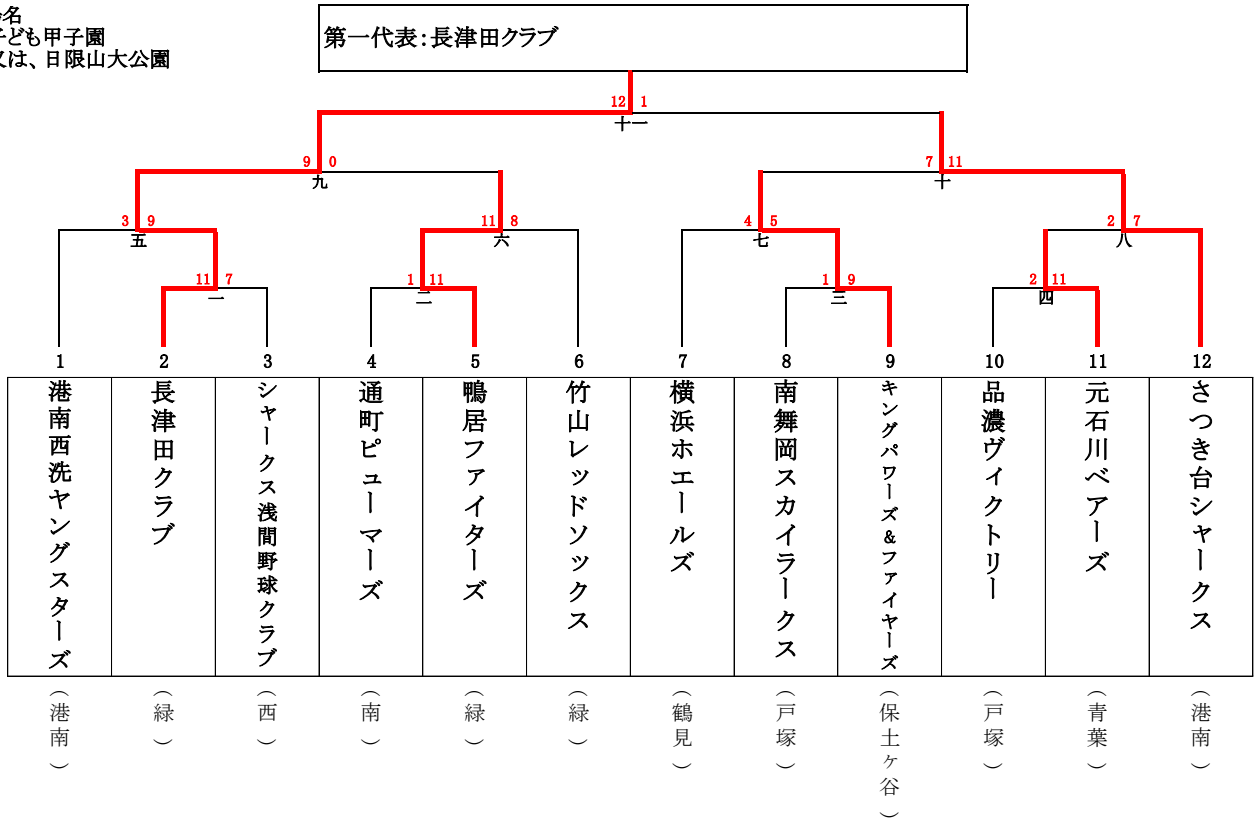 名
子ども甲子園
又は、日限山大公園
第一代表:長津田クラブ
12 1
十一
9 0
九
7 11
十
3 9
五
11 8
六
4 5
七
2 7
八
11 7
一
1 11
二
1 9
三
2 11
四
1 2 3 4 5 6 7 8 9 10 11 12
港南西洗ヤングスターズ
長津田クラブ
シャークス浅間野球クラブ
通町ピューマーズ
鴨居ファイターズ
竹山レッドソックス
横浜ホエールズ
南舞岡スカイラークス
キングパワーズ&ファイヤーズ
品濃ヴイクトリー
元石川ベアーズ
さつき台シャークス
(港南)
(緑)
(西)
(南)
(緑)
(緑)
(鶴見)
(戸塚)
(保土ヶ谷)
(戸塚)
(青葉)
(港南)